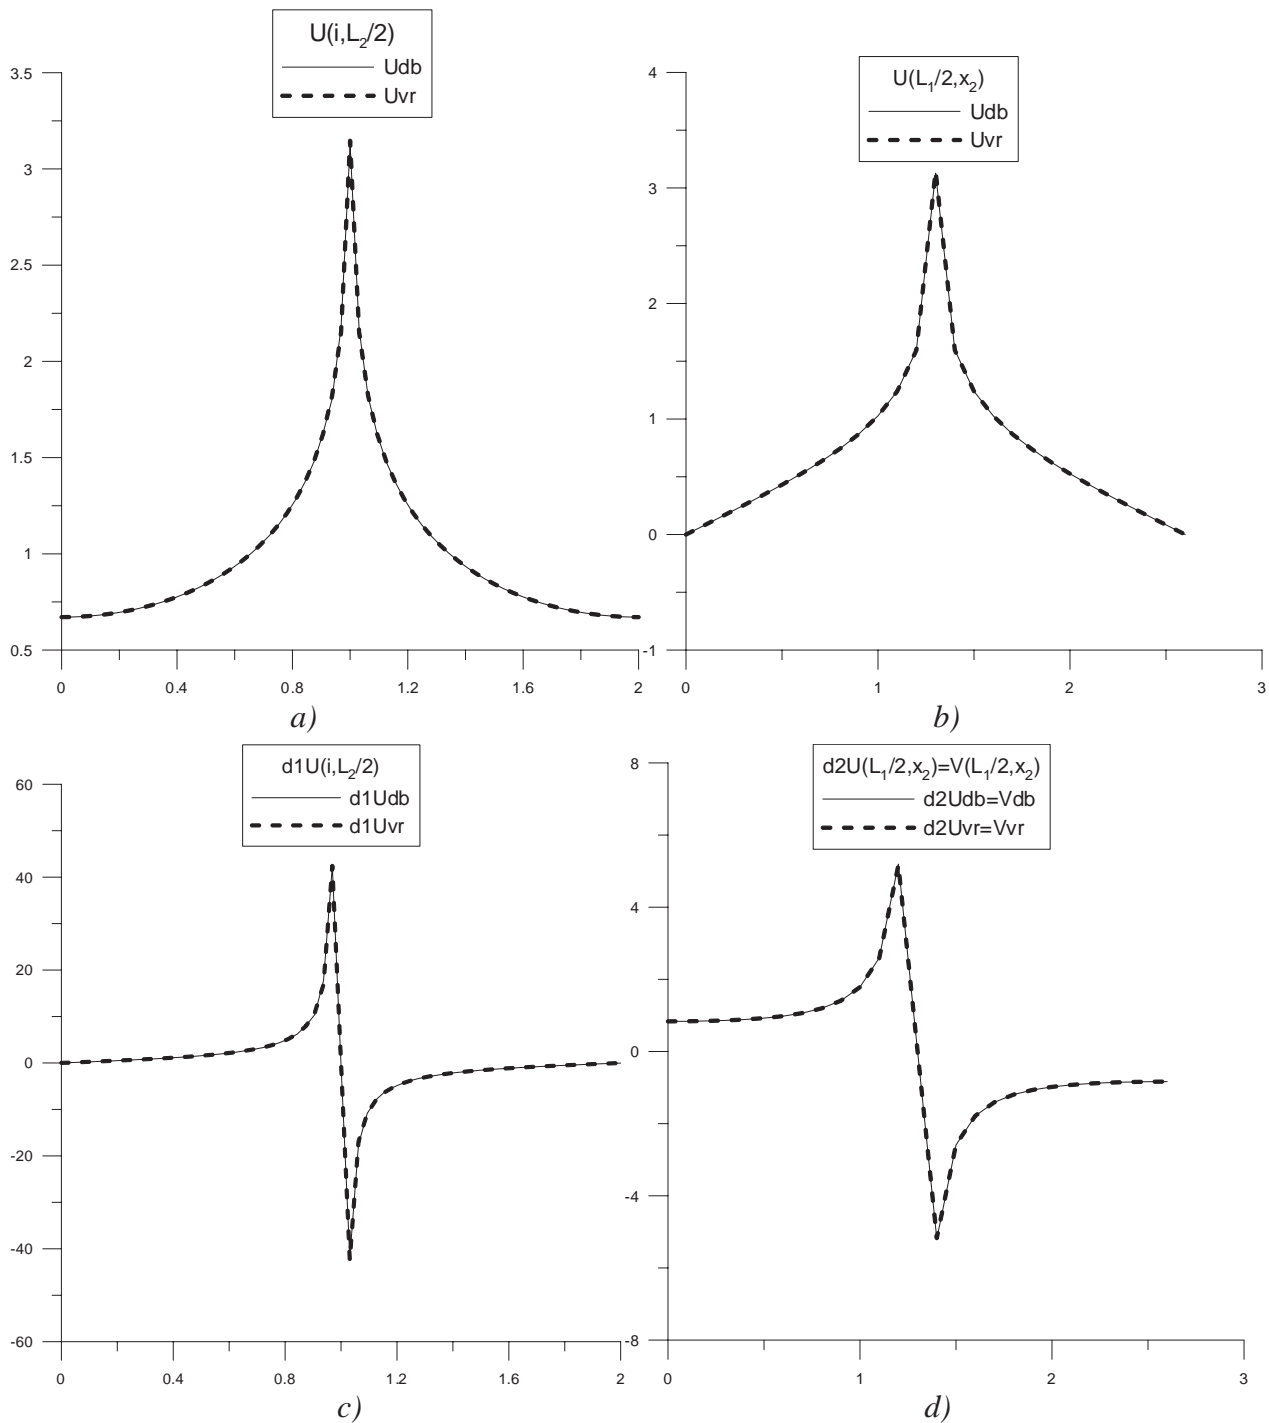 U(i,L₂/2)
Udb
Uvr
3.5
3
2.5
2
1.5
1
0.5
0 0.4 0.8 1.2 1.6 2
a)
U(L₁/2,x₂)
Udb
Uvr
4
3
2
1
0
-1
0 1 2 3
b)
d1U(i,L₂/2)
d1Udb
d1Uvr
60
40
20
0
-20
-40
-60
0 0.4 0.8 1.2 1.6 2
c)
d2U(L₁/2,x₂)=V(L₁/2,x₂)
d2Udb=Vdb
d2Uvr=Vvr
8
4
0
-4
-8
0 1 2 3
d)